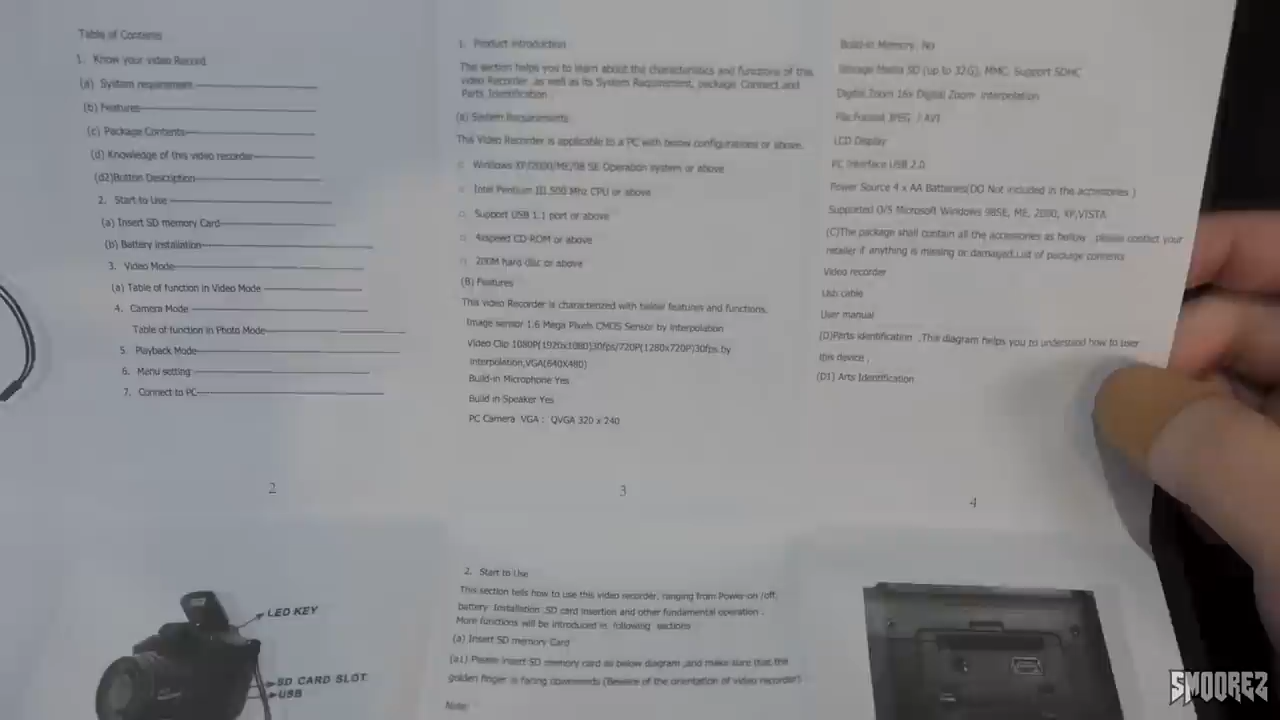 Table of Contents
1. Know your video Record
(a) System requirement
(b) Features
(c) Package Contents
(d) Knowledge of this video recorder
(d2)Button Description
2. Start to Use
(a) Insert SD memory Card
(b) Battery installation
3. Video Mode
(a) Table of function in Video Mode
4. Camera Mode
Table of function in Photo Mode
5. Playback Mode
6. Menu setting
7. Connect to PC
2
1. Product introduction
The section helps you to learn about the characteristics and functions of this
video Recorder ,as well as its System Requirement, package Connect and
Parts Identification
(a) System Requirements
This Video Recorder is applicable to a PC with below configurations or above.
Windows XP/2000/ME/98 SE Operation system or above
Intel Pentium III 500 Mhz CPU or above
Support USB 1.1 port or above
4xspeed CD ROM or above
200M hard disc or above
(B) Features
This video Recorder is characterized with below features and functions.
Image sensor 1.6 Mega Pixels CMOS Sensor by interpolation
Video Clip 1080P(1920x1080)30fps/720P(1280x720P)30fps by
interpolation,VGA(640X480)
Build-in Microphone Yes
Build in Speaker Yes
PC Camera VGA : QVGA 320 x 240
3
Build-in Memory: No
Storage Media SD (up to 32G), MMC, Support SDHC
Digital Zoom 16x Digital Zoom interpolation
File Format JPEG / AVI
LCD Display
PC Interface USB 2.0
Power Source 4 x AA Batteries(DO Not included in the accessories )
Supported O/S Microsoft Windows 98SE, ME, 2000, XP,VISTA
(C)The package shall contain all the accessories as bellow , please contact your
retailer if anything is missing or damaged.List of package contents
Video recorder
Usb cable
User manual
(D)Parts identification ,This diagram helps you to understand how to user
this device ,
(D1) Arts Identification
4
LED KEY
SD CARD SLOT
USB
2. Start to Use
This section tells how to use this video recorder, ranging from Power-on /off,
battery Installation ,SD card insertion and other fundamental operation .
More functions will be introduced in following sections
(a) Insert SD memory Card
(a1) Please insert SD memory card as below diagram ,and make sure that the
golden finger is facing downwards (Beware of the orientation of video recorder)
Note:
SMOOREZ